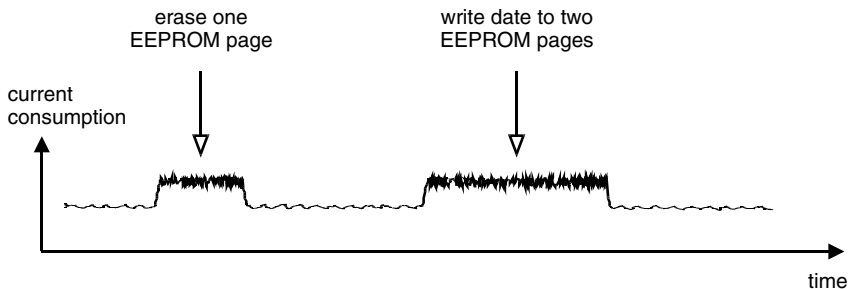 erase one
EEPROM page
write date to two
EEPROM pages
current
consumption
time